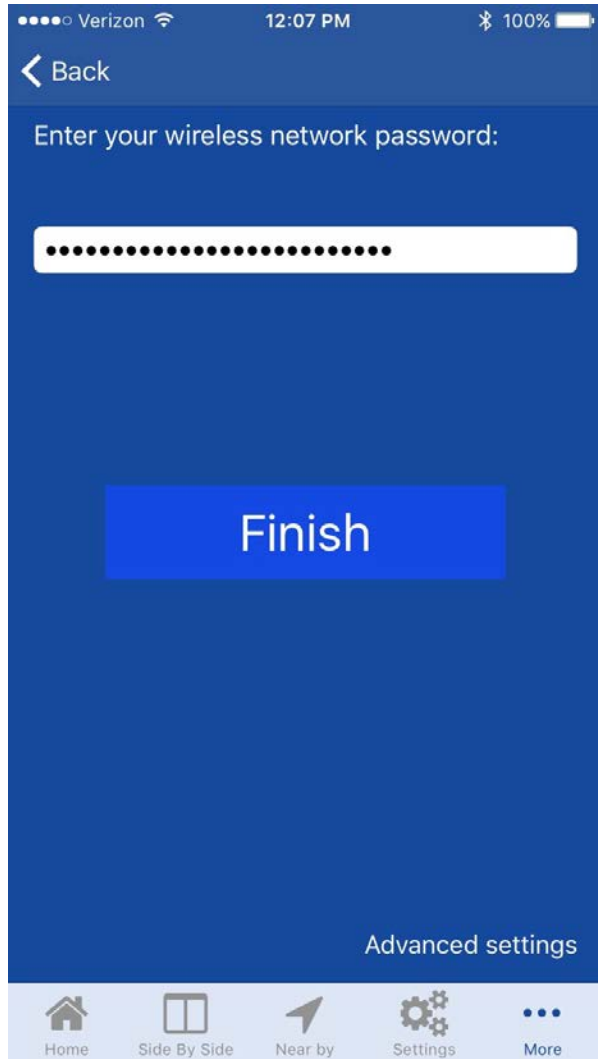 Verizon 12:07 PM 100%
Back
Enter your wireless network password:
••••••••••••••••••••••••••
Finish
Advanced settings
Home Side By Side Near by Settings More